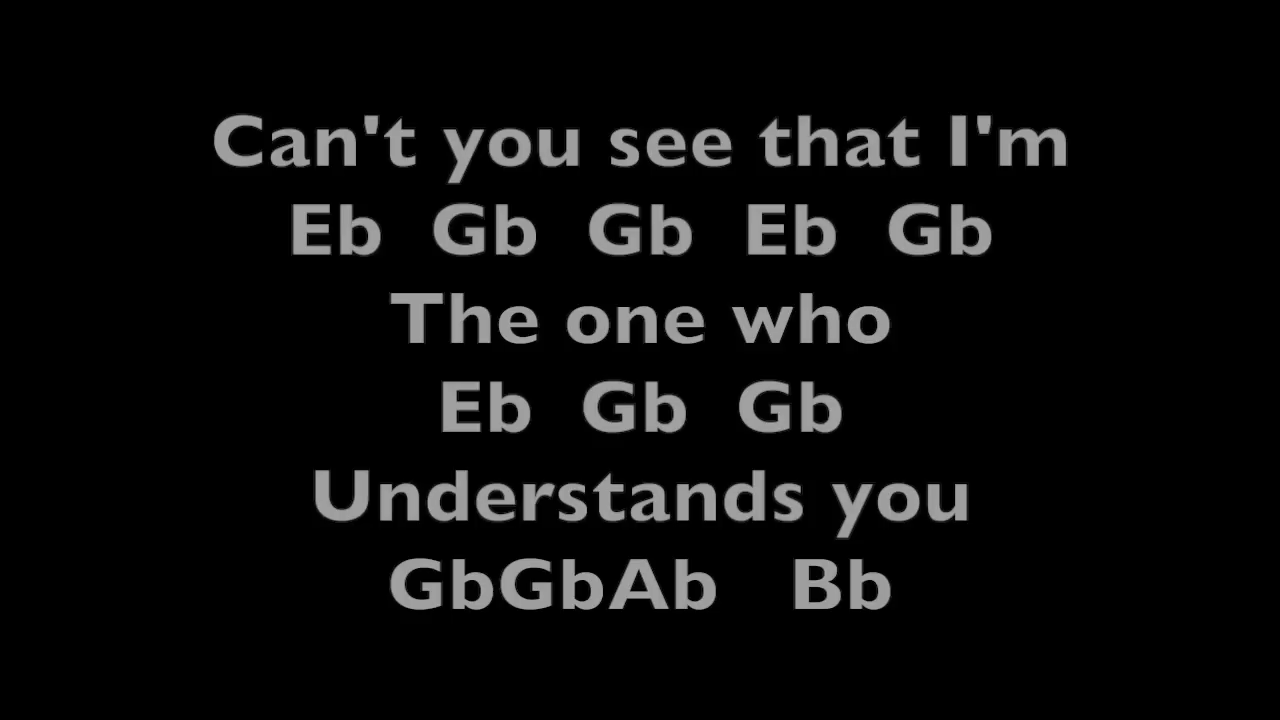 Can't you see that I'm
Eb Gb Gb Eb Gb
The one who
Eb Gb Gb
Understands you
GbGbAb Bb